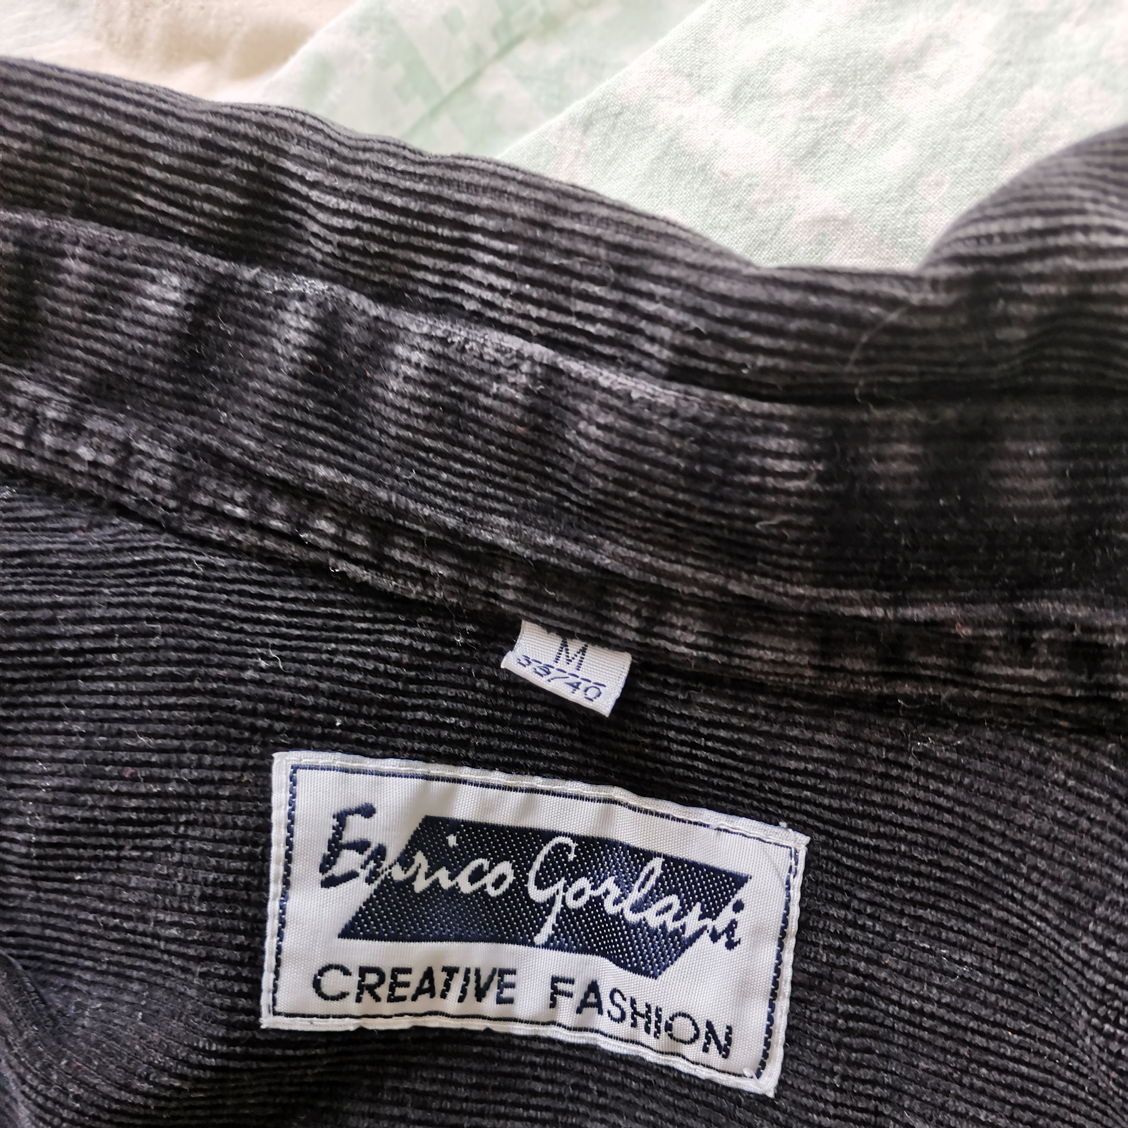 M
38/40
Enrico Gorlani
CREATIVE FASHION